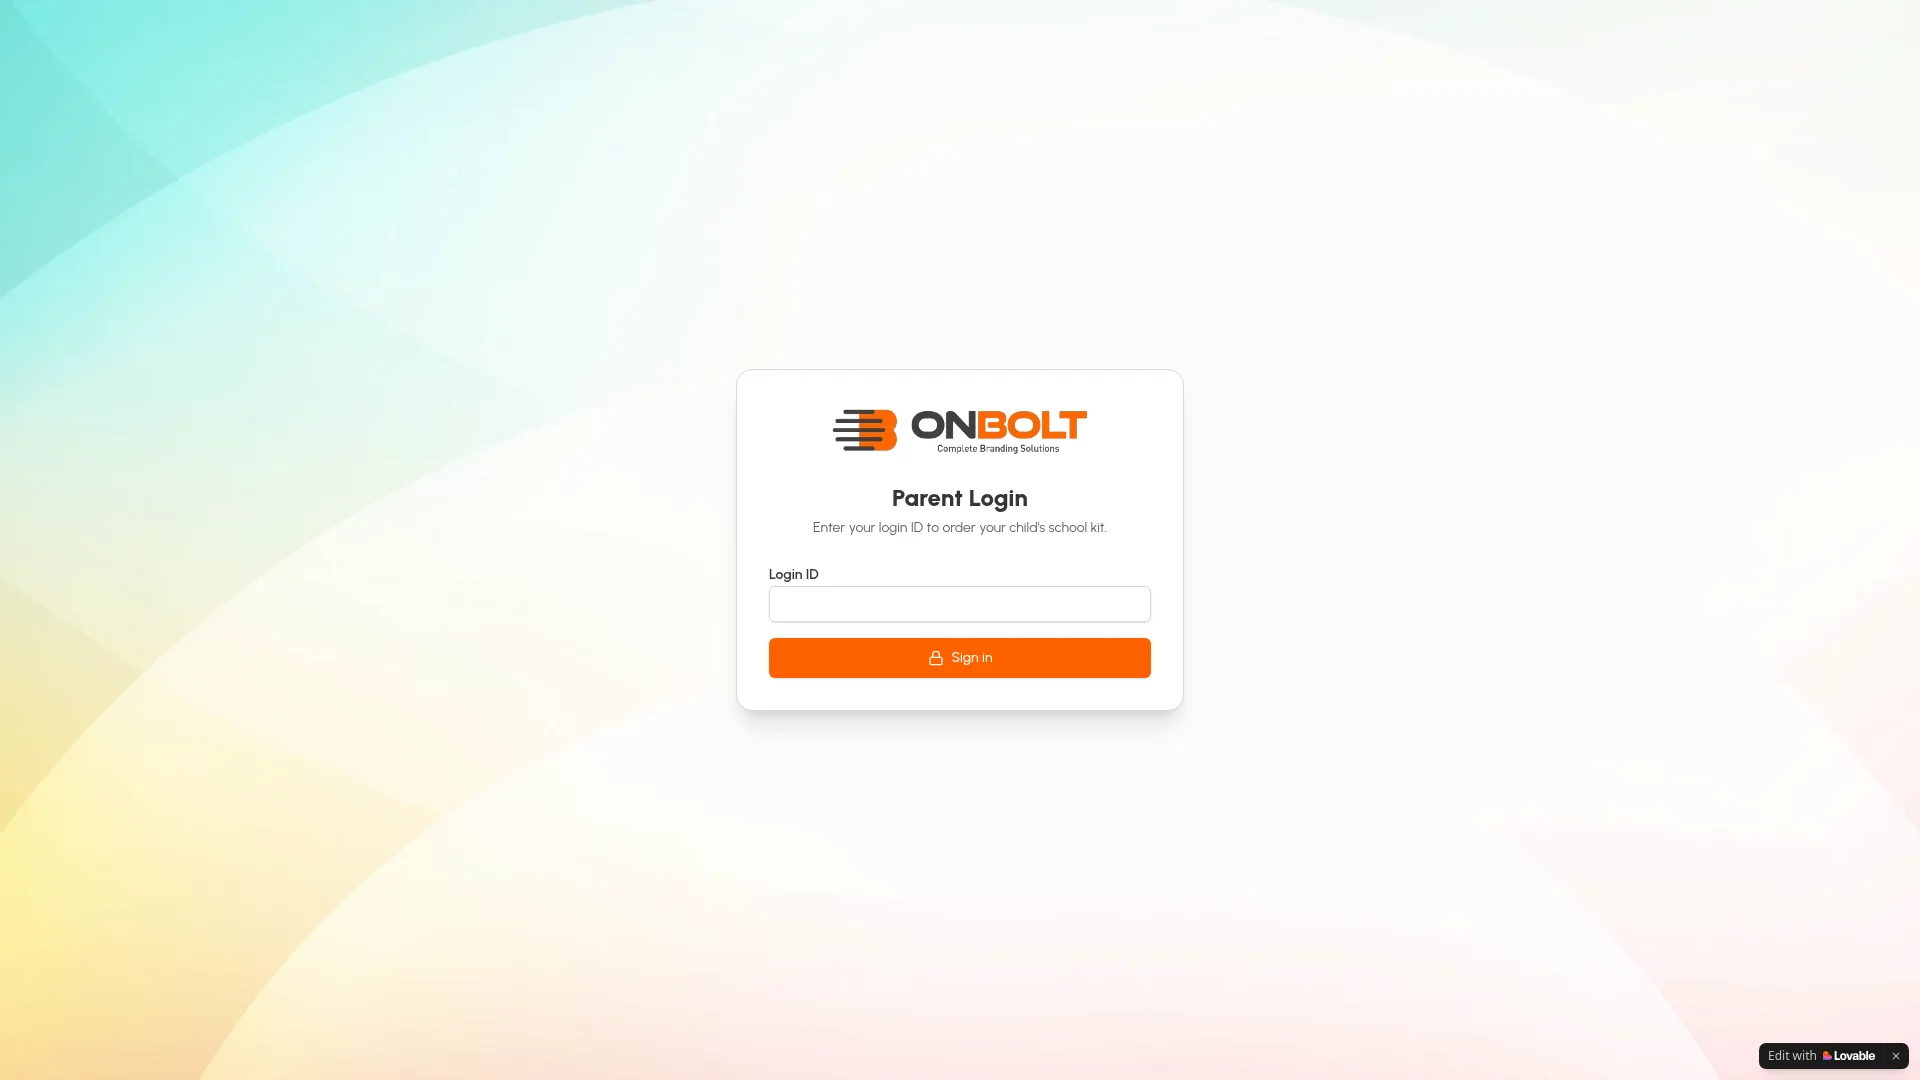 ONBOLT
Complete Branding Solutions
Parent Login
Enter your login ID to order your child's school kit.
Login ID
Sign in
Edit with Lovable ×